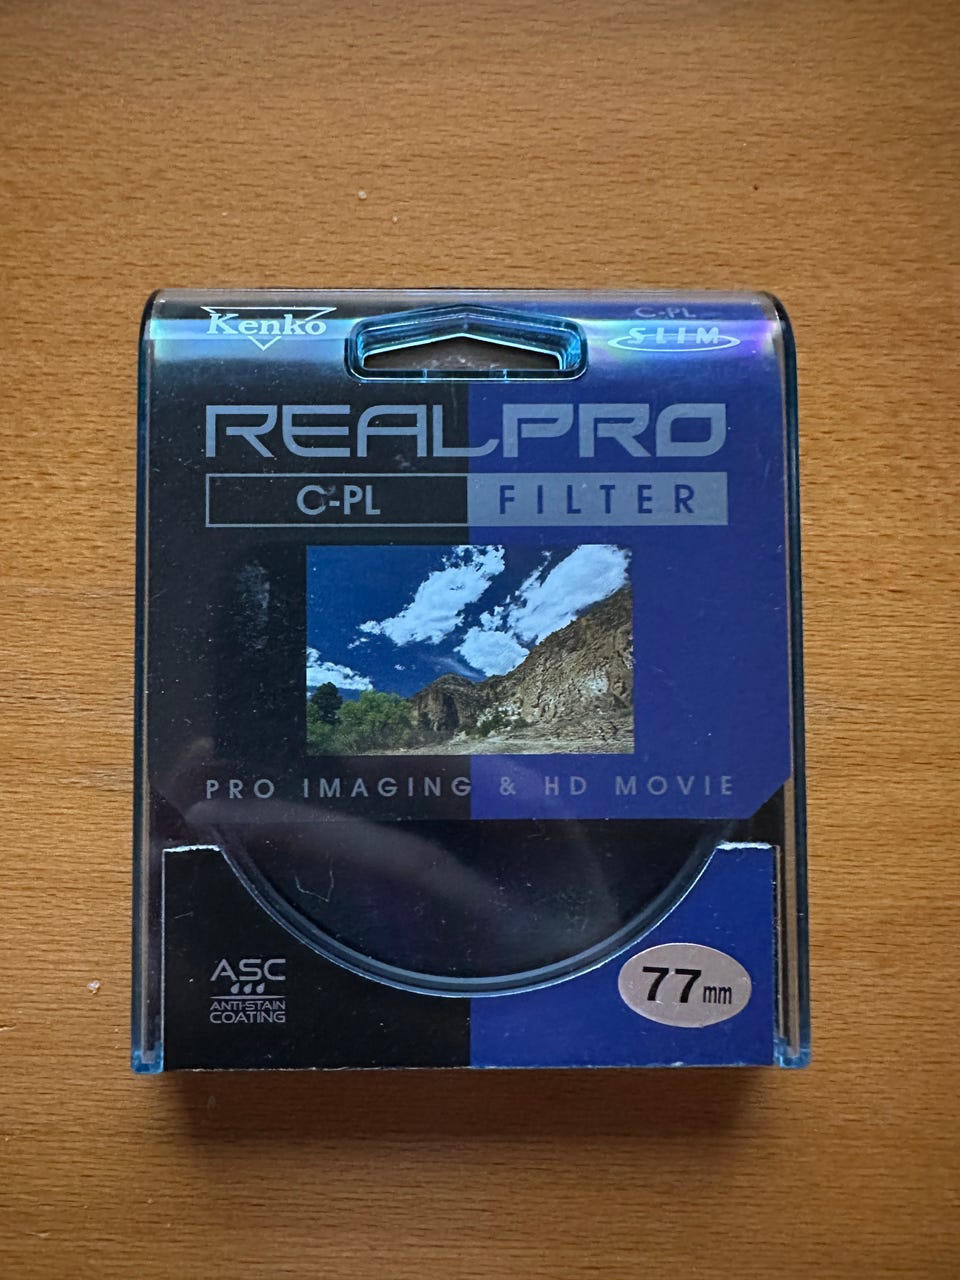 Kenko
C-PL
SLIM
REALPRO
C-PL FILTER
PRO IMAGING & HD MOVIE
ASC
ANTI-STAIN
COATING
77mm